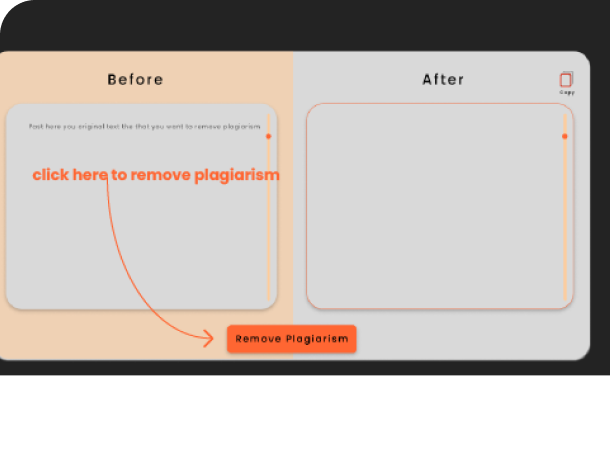 Before
After
Copy
Past here you original text the that you want to remove plagiarism
click here to remove plagiarism
Remove Plagiarism